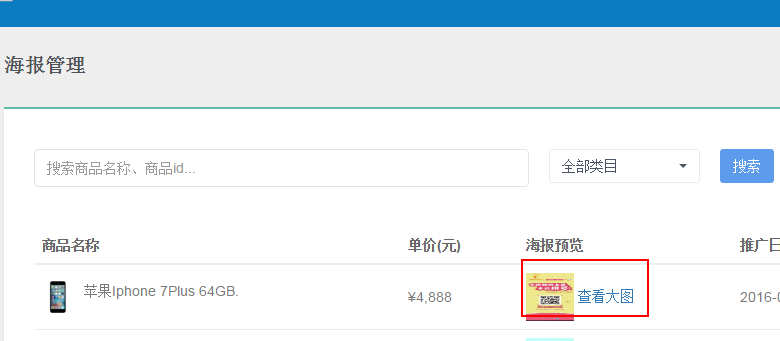 海报管理
搜索商品名称、商品id...
全部类目
搜索
商品名称 单价(元) 海报预览 推广日
苹果Iphone 7Plus 64GB. ¥4,888 查看大图 2016-0